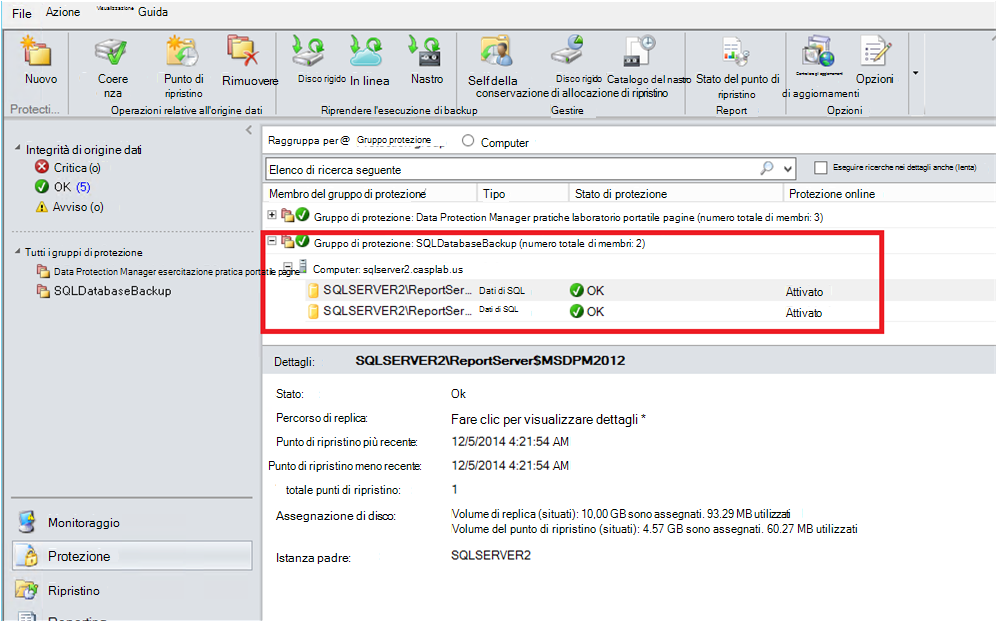 File Azione Visualizzazione Guida
Nuovo
Coere
nza
Punto di
ripristino
Rimuovere
Disco rigido In linea Nastro
Selfdella
conservazione di allocazione di ripristino
Disco rigido Catalogo del nastro
Stato del punto di
ripristino
di aggiornamenti
Opzioni
Protecti...
Operazioni relative all'origine dati
Riprendere l'esecuzione di backup
Gestire
Report
Opzioni
Integrità di origine dati
Critica (o)
OK (5)
Avviso (o)
Tutti i gruppi di protezione
Data Protection Manager esercitazione pratica portatile pagine
SQLDatabaseBackup
Raggruppa per@ Gruppo protezione Computer
Elenco di ricerca seguente
Eseguire ricerche nei dettagli anche (lenta)
Membro del gruppo di protezione Tipo Stato di protezione Protezione online
Gruppo di protezione: Data Protection Manager pratiche laboratorio portatile pagine (numero totale di membri: 3)
Gruppo di protezione: SQLDatabaseBackup (numero totale di membri: 2)
Computer: sqlserver2.casplab.us
SQLSERVER2\ReportSer... Dati di SQL OK Attivato
SQLSERVER2\ReportSer... Dati di SQL OK Attivato
Dettagli: SQLSERVER2\ReportServer$MSDPM2012
Stato: Ok
Percorso di replica: Fare clic per visualizzare dettagli *
Punto di ripristino più recente: 12/5/2014 4:21:54 AM
Punto di ripristino meno recente: 12/5/2014 4:21:54 AM
totale punti di ripristino: 1
Assegnazione di disco: Volume di replica (situati): 10,00 GB sono assegnati. 93.29 MB utilizzati
Volume del punto di ripristino (situati): 4.57 GB sono assegnati. 60.27 MB utilizzati
Istanza padre: SQLSERVER2
Monitoraggio
Protezione
Ripristino
Reporting